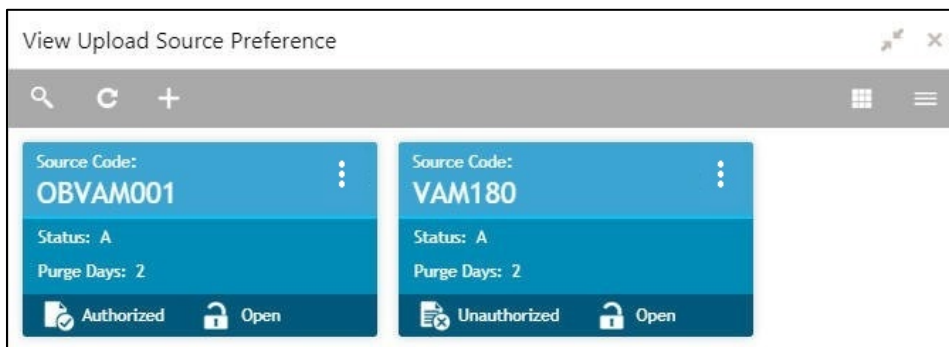 View Upload Source Preference
Source Code:
OBVAM001
Status: A
Purge Days: 2
Authorized Open
Source Code:
VAM180
Status: A
Purge Days: 2
Unauthorized Open